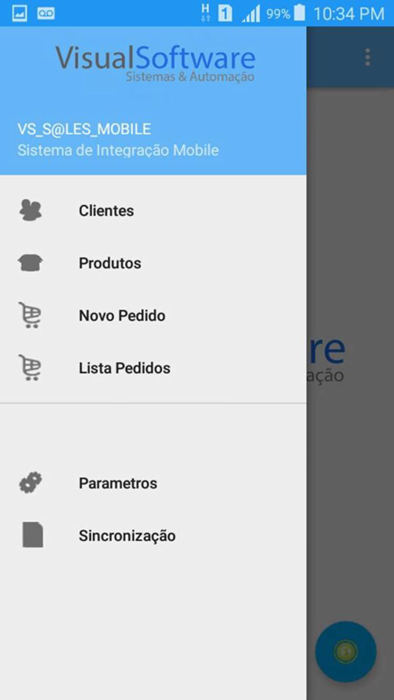 H 1 99% 10:34 PM
VisualSoftware
Sistemas & Automação
VS_S@LES_MOBILE
Sistema de Integração Mobile
Clientes
Produtos
Novo Pedido
re
Lista Pedidos
ação
Parametros
Sincronização